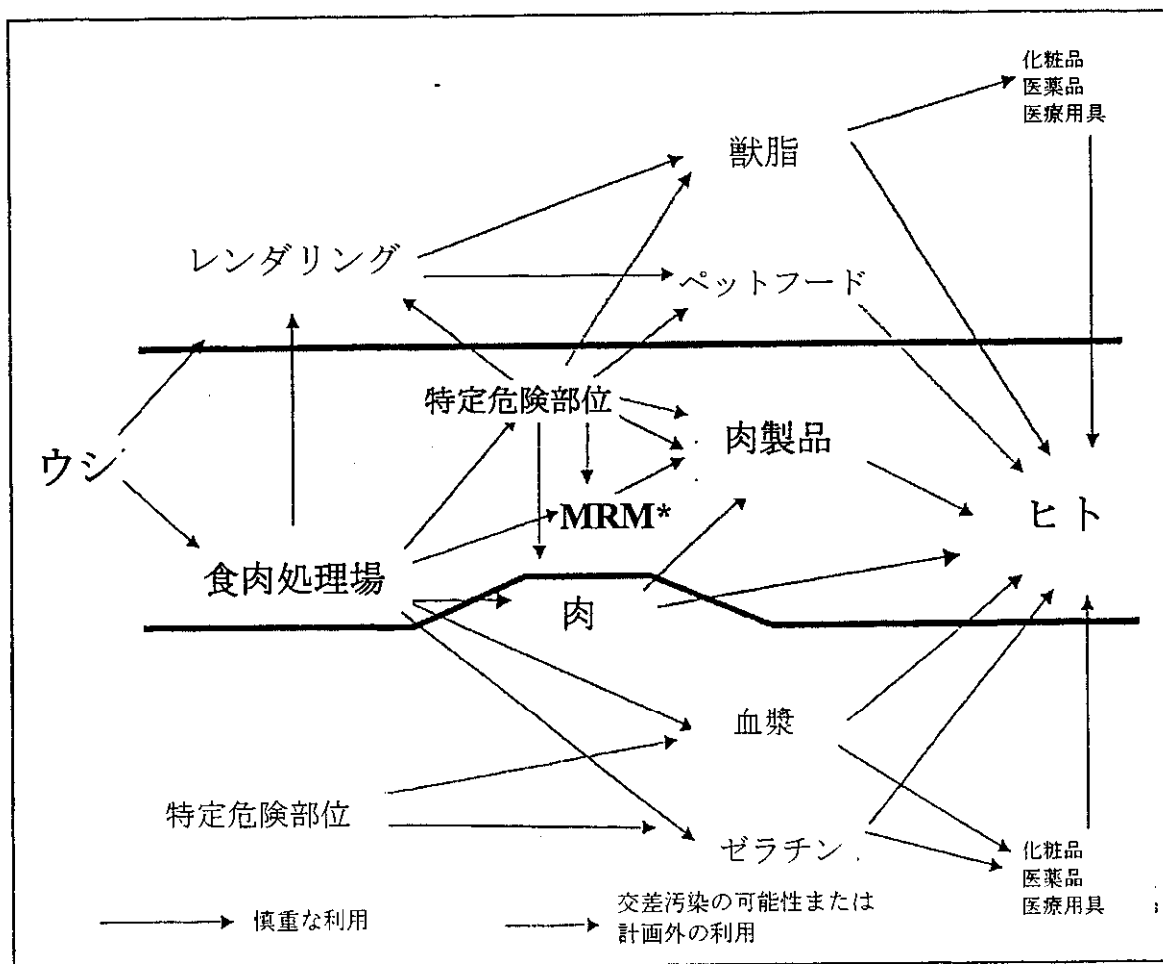 化粧品
医薬品
医療用具
獣脂
レンダリング
ペットフード
特定危険部位
肉製品
ウシ
MRM*
ヒト
食肉処理場
肉
血漿
特定危険部位
ゼラチン
化粧品
医薬品
医療用具
慎重な利用
交差汚染の可能性または
計画外の利用